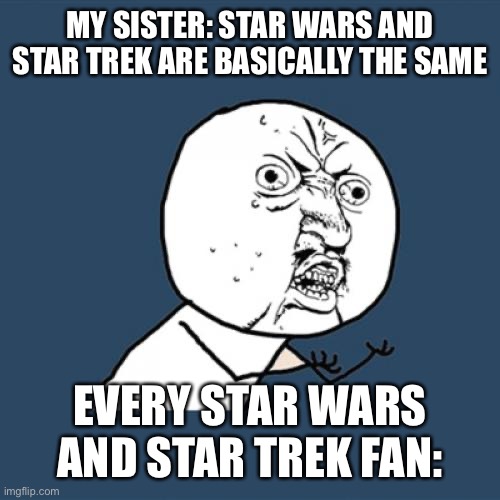 MY SISTER: STAR WARS AND
STAR TREK ARE BASICALLY THE SAME
EVERY STAR WARS
AND STAR TREK FAN:
imgflip.com